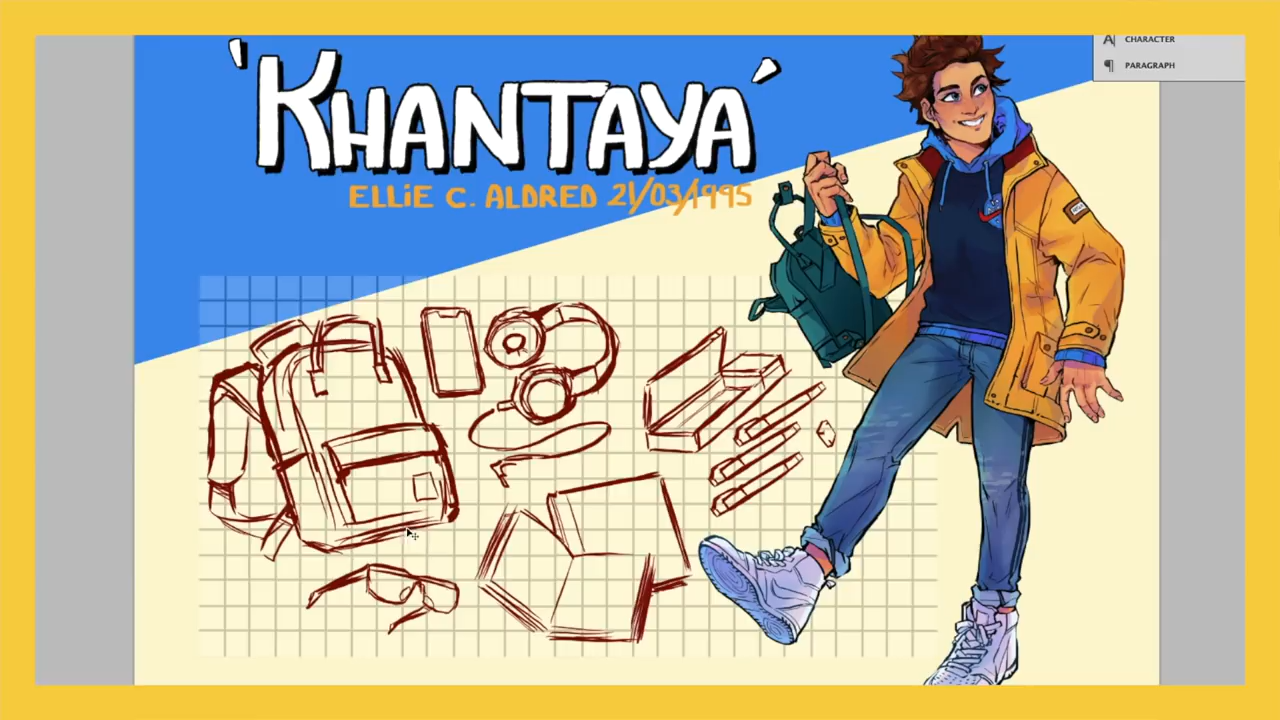 'KHANTAYA'
ELLiE C. ALDRED 21/03/1995
A| CHARACTER
¶ PARAGRAPH